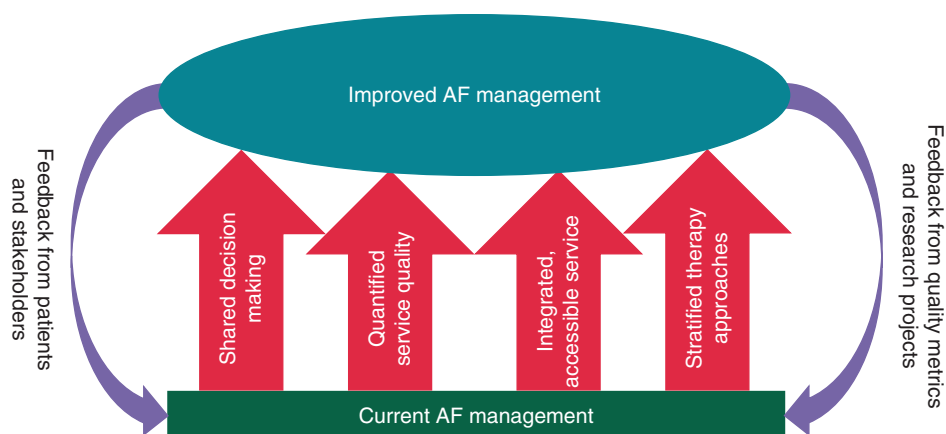 Improved AF management
Feedback from patients
and stakeholders
Shared decision
making
Quantified
service quality
Integrated,
accessible service
Stratified therapy
approaches
Feedback from quality metrics
and research projects
Current AF management